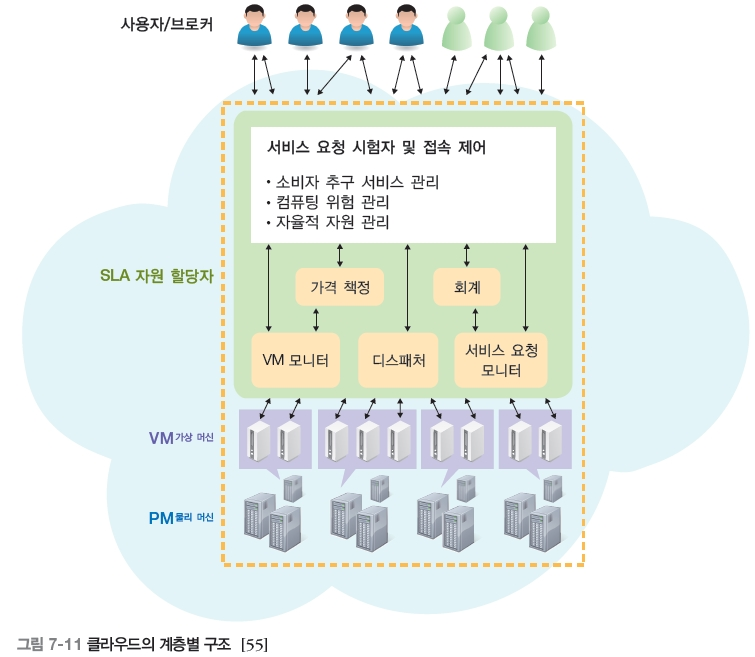 사용자/브로커
서비스 요청 시험자 및 접속 제어
• 소비자 추구 서비스 관리
• 컴퓨팅 위험 관리
• 자율적 자원 관리
SLA 자원 할당자
가격 책정
회계
VM 모니터
디스패처
서비스 요청
모니터
VM가상 머신
PM물리 머신
그림 7-11 클라우드의 계층별 구조 [55]